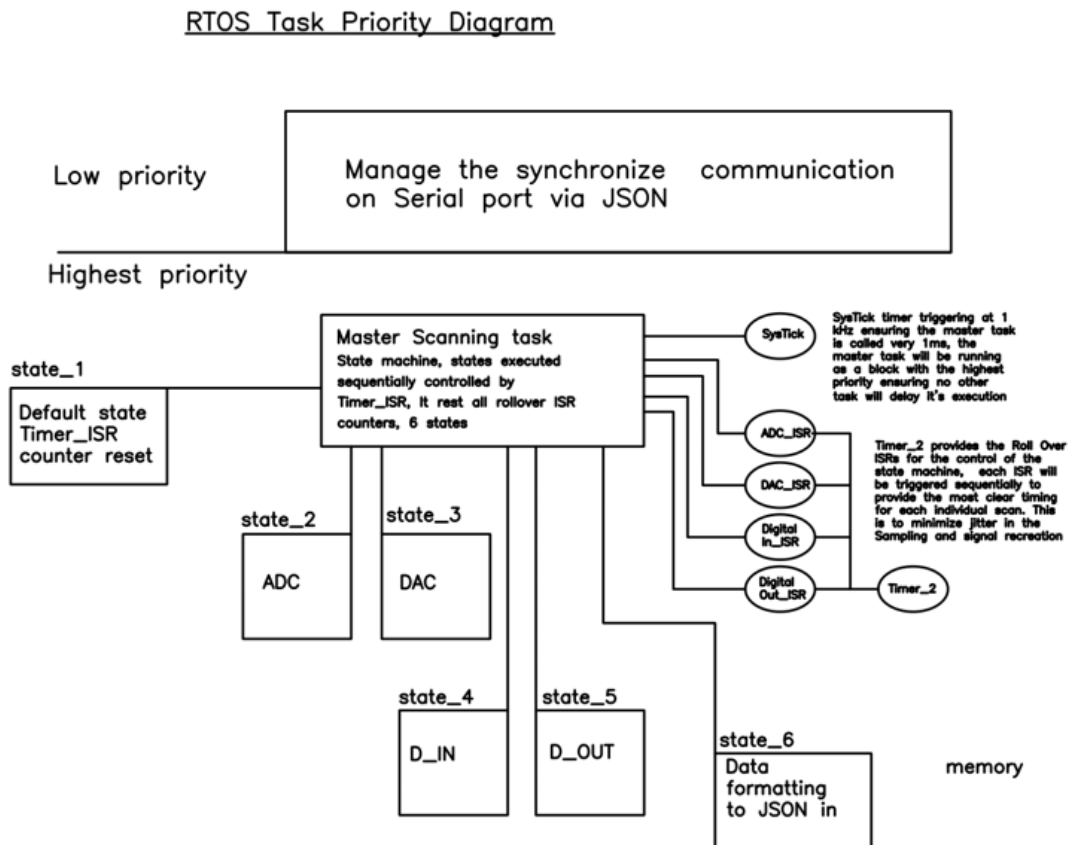 RTOS Task Priority Diagram
Low priority
Manage the synchronize communication
on Serial port via JSON
Highest priority
Master Scanning task
State machine, states executed
sequentially controlled by
Timer_ISR, It rest all rollover ISR
counters, 6 states
SysTick
SysTick timer triggering at 1
kHz ensuring the master task
is called very 1ms, the
master task will be running
as a block with the highest
priority ensuring no other
task will delay it's execution
state_1
Default state
Timer_ISR
counter reset
ADC_ISR
DAC_ISR
Digital
In_ISR
Digital
Out_ISR
Timer_2
Timer_2 provides the Roll Over
ISRs for the control of the
state machine, each ISR will
be triggered sequentially to
provide the most clear timing
for each individual scan. This
is to minimize jitter in the
Sampling and signal recreation
state_2
ADC
state_3
DAC
state_4
D_IN
state_5
D_OUT
state_6
Data
formatting
to JSON in
memory